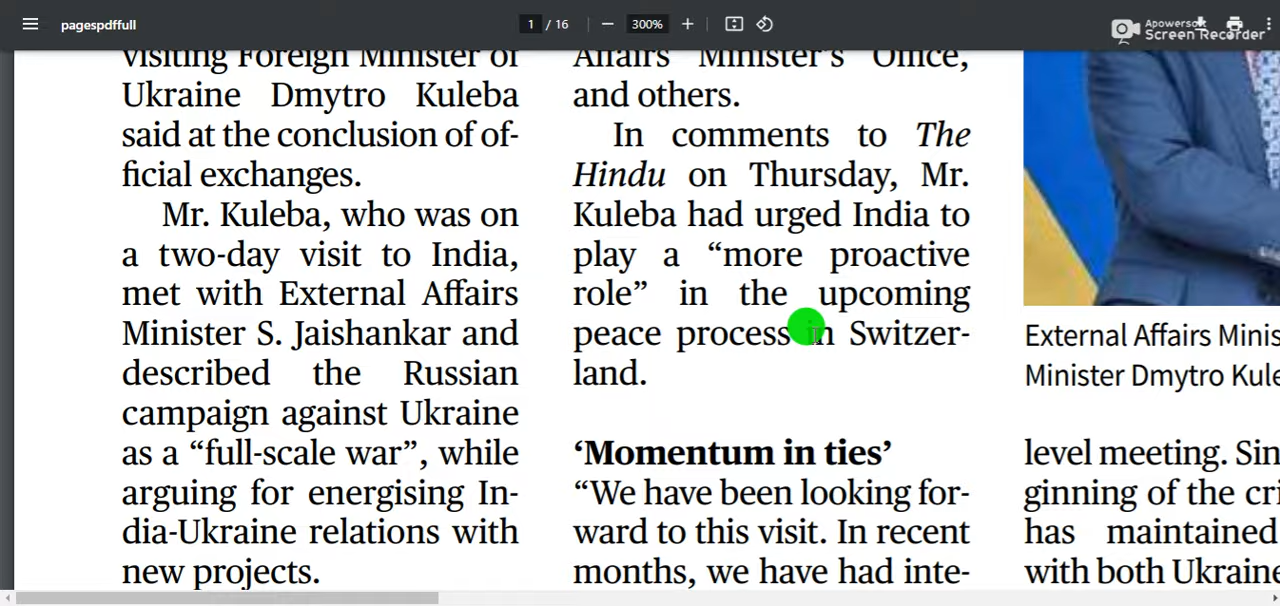 pagespdffull
1 / 16
300%
Apowersoft
Screen Recorder
visiting Foreign Minister of
Ukraine Dmytro Kuleba
said at the conclusion of of-
ficial exchanges.
Mr. Kuleba, who was on
a two-day visit to India,
met with External Affairs
Minister S. Jaishankar and
described the Russian
campaign against Ukraine
as a “full-scale war”, while
arguing for energising In-
dia-Ukraine relations with
new projects.
Affairs Minister’s Office,
and others.
In comments to The
Hindu on Thursday, Mr.
Kuleba had urged India to
play a “more proactive
role” in the upcoming
peace process in Switzer-
land.
‘Momentum in ties’
“We have been looking for-
ward to this visit. In recent
months, we have had inte-
External Affairs Minis
Minister Dmytro Kule
level meeting. Sin
ginning of the cri
has maintained
with both Ukraine